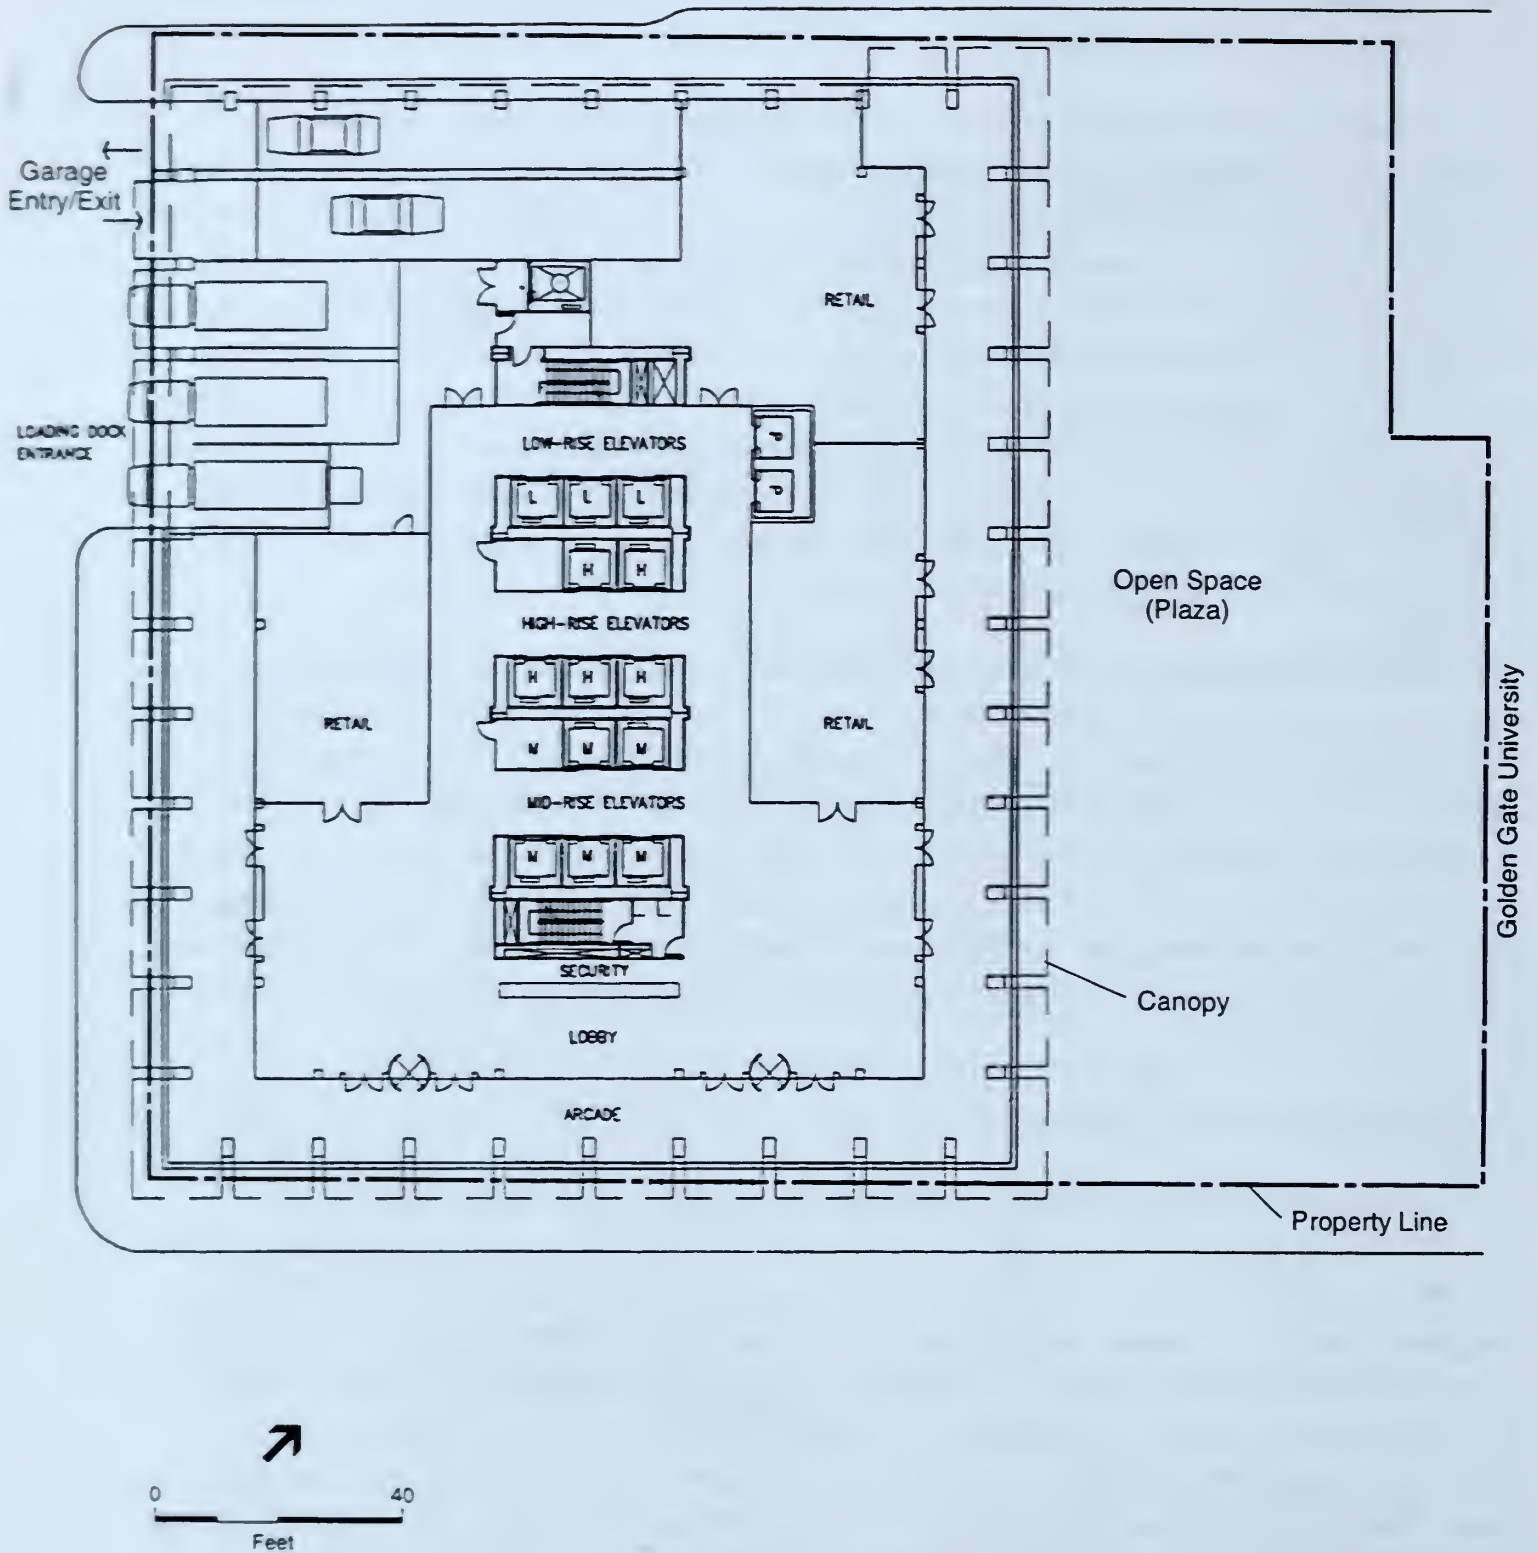 Garage
Entry/Exit
RETAIL
LOADING DOCK
ENTRANCE
LOW-RISE ELEVATORS
P
P
L L L
H H
HIGH-RISE ELEVATORS
H H H
RETAIL
RETAIL
M M M
MID-RISE ELEVATORS
M M M
SECURITY
LOBBY
ARCADE
Open Space
(Plaza)
Golden Gate University
Canopy
Property Line
0 40
Feet